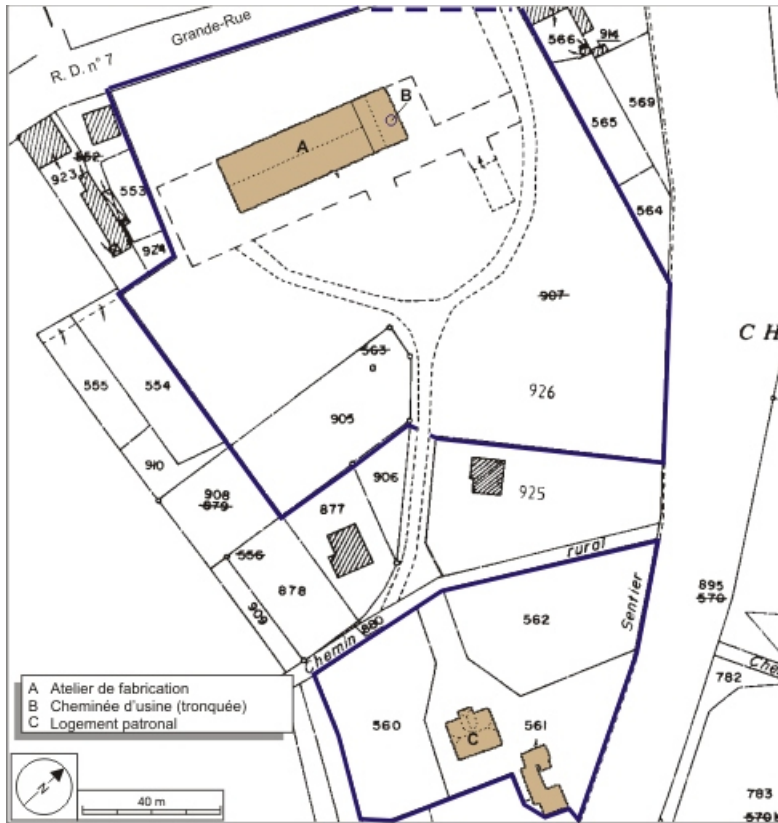 Grande-Rue
R. D. n° 7
B
A
566
914
569
565
564
552
923
553
924
907
C H
563
a
554
555
905
926
910
908
879
906
877
925
556
878
909
rural
Chemin
880
562
Sentier
895
570
Che
782
560
561
C
783
570
A Atelier de fabrication
B Cheminée d'usine (tronquée)
C Logement patronal
N
40 m